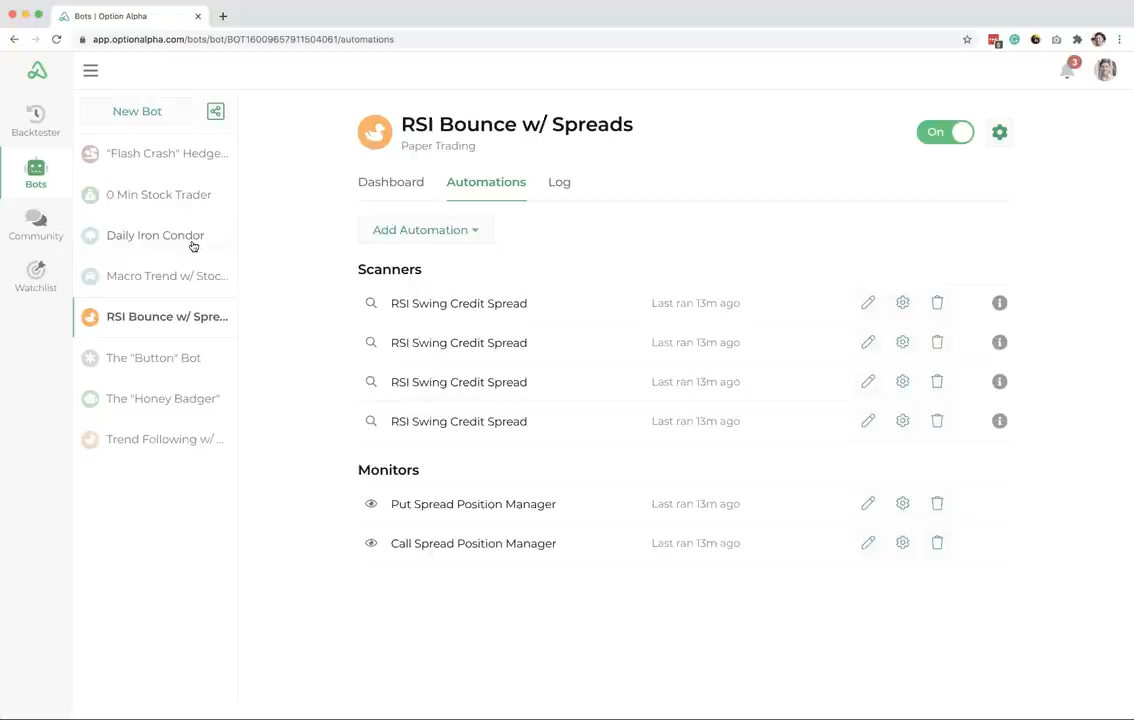 Bots | Option Alpha
app.optionalpha.com/bots/bot/BOT16009657911504061/automations
3
New Bot
Backtester
Bots
Community
Watchlist
"Flash Crash" Hedge...
0 Min Stock Trader
Daily Iron Condor
Macro Trend w/ Stoc...
RSI Bounce w/ Spre...
The "Button" Bot
The "Honey Badger"
Trend Following w/ ...
RSI Bounce w/ Spreads
Paper Trading
On
Dashboard Automations Log
Add Automation
Scanners
RSI Swing Credit Spread Last ran 13m ago
RSI Swing Credit Spread Last ran 13m ago
RSI Swing Credit Spread Last ran 13m ago
RSI Swing Credit Spread Last ran 13m ago
Monitors
Put Spread Position Manager Last ran 13m ago
Call Spread Position Manager Last ran 13m ago